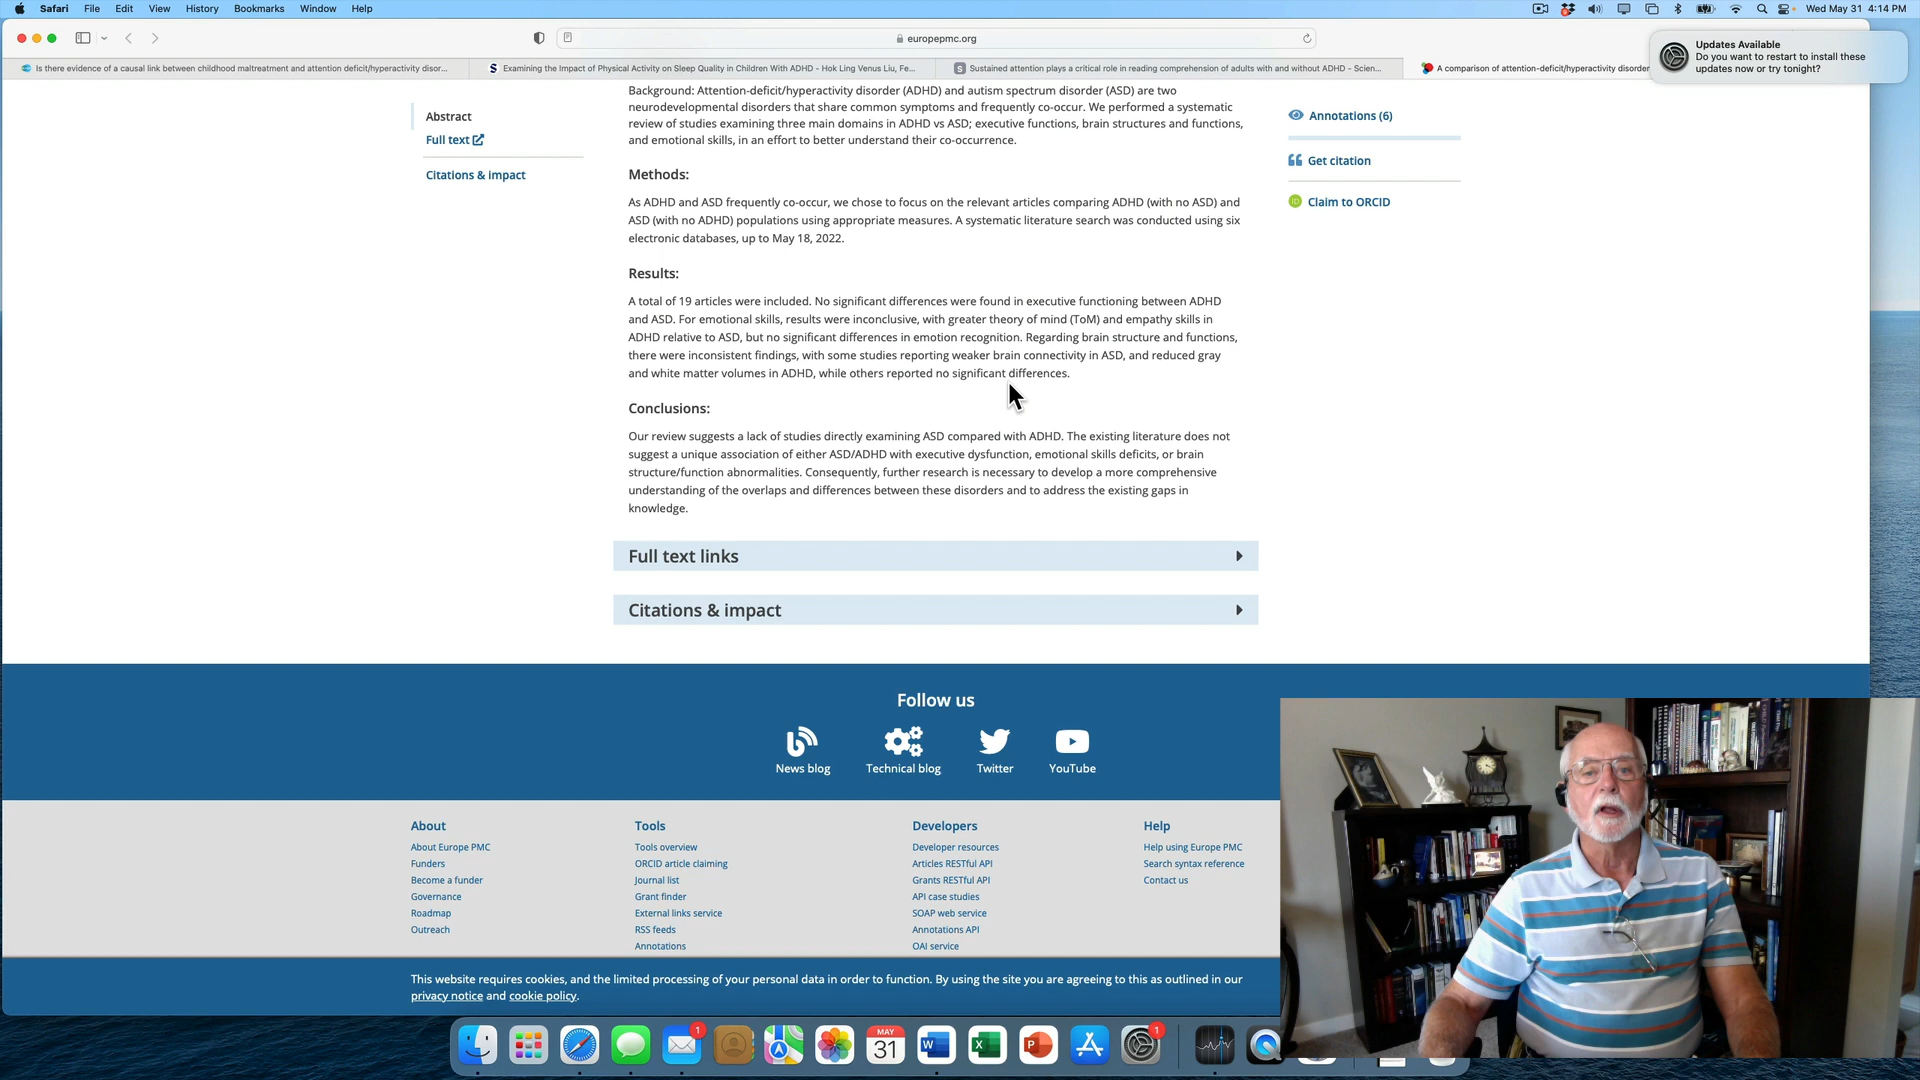 Safari File Edit View History Bookmarks Window Help
Wed May 31 4:14 PM
europepmc.org
Updates Available
Do you want to restart to install these
updates now or try tonight?
Is there evidence of a causal link between childhood maltreatment and attention deficit/hyperactivity disor...
Examining the Impact of Physical Activity on Sleep Quality in Children With ADHD - Hok Ling Venus Liu, Fe...
Sustained attention plays a critical role in reading comprehension of adults with and without ADHD - Scien...
A comparison of attention-deficit/hyperactivity disorder
Abstract
Full text
Citations & impact
Background: Attention-deficit/hyperactivity disorder (ADHD) and autism spectrum disorder (ASD) are two
neurodevelopmental disorders that share common symptoms and frequently co-occur. We performed a systematic
review of studies examining three main domains in ADHD vs ASD; executive functions, brain structures and functions,
and emotional skills, in an effort to better understand their co-occurrence.
Methods:
As ADHD and ASD frequently co-occur, we chose to focus on the relevant articles comparing ADHD (with no ASD) and
ASD (with no ADHD) populations using appropriate measures. A systematic literature search was conducted using six
electronic databases, up to May 18, 2022.
Results:
A total of 19 articles were included. No significant differences were found in executive functioning between ADHD
and ASD. For emotional skills, results were inconclusive, with greater theory of mind (ToM) and empathy skills in
ADHD relative to ASD, but no significant differences in emotion recognition. Regarding brain structure and functions,
there were inconsistent findings, with some studies reporting weaker brain connectivity in ASD, and reduced gray
and white matter volumes in ADHD, while others reported no significant differences.
Conclusions:
Our review suggests a lack of studies directly examining ASD compared with ADHD. The existing literature does not
suggest a unique association of either ASD/ADHD with executive dysfunction, emotional skills deficits, or brain
structure/function abnormalities. Consequently, further research is necessary to develop a more comprehensive
understanding of the overlaps and differences between these disorders and to address the existing gaps in
knowledge.
Annotations (6)
Get citation
Claim to ORCID
Full text links
Citations & impact
Follow us
News blog
Technical blog
Twitter
YouTube
About
About Europe PMC
Funders
Become a funder
Governance
Roadmap
Outreach
Tools
Tools overview
ORCID article claiming
Journal list
Grant finder
External links service
RSS feeds
Annotations
Developers
Developer resources
Articles RESTful API
Grants RESTful API
API case studies
SOAP web service
Annotations API
OAI service
Help
Help using Europe PMC
Search syntax reference
Contact us
This website requires cookies, and the limited processing of your personal data in order to function. By using the site you are agreeing to this as outlined in our
privacy notice and cookie policy.
1
MAY
31
W
X
P
1